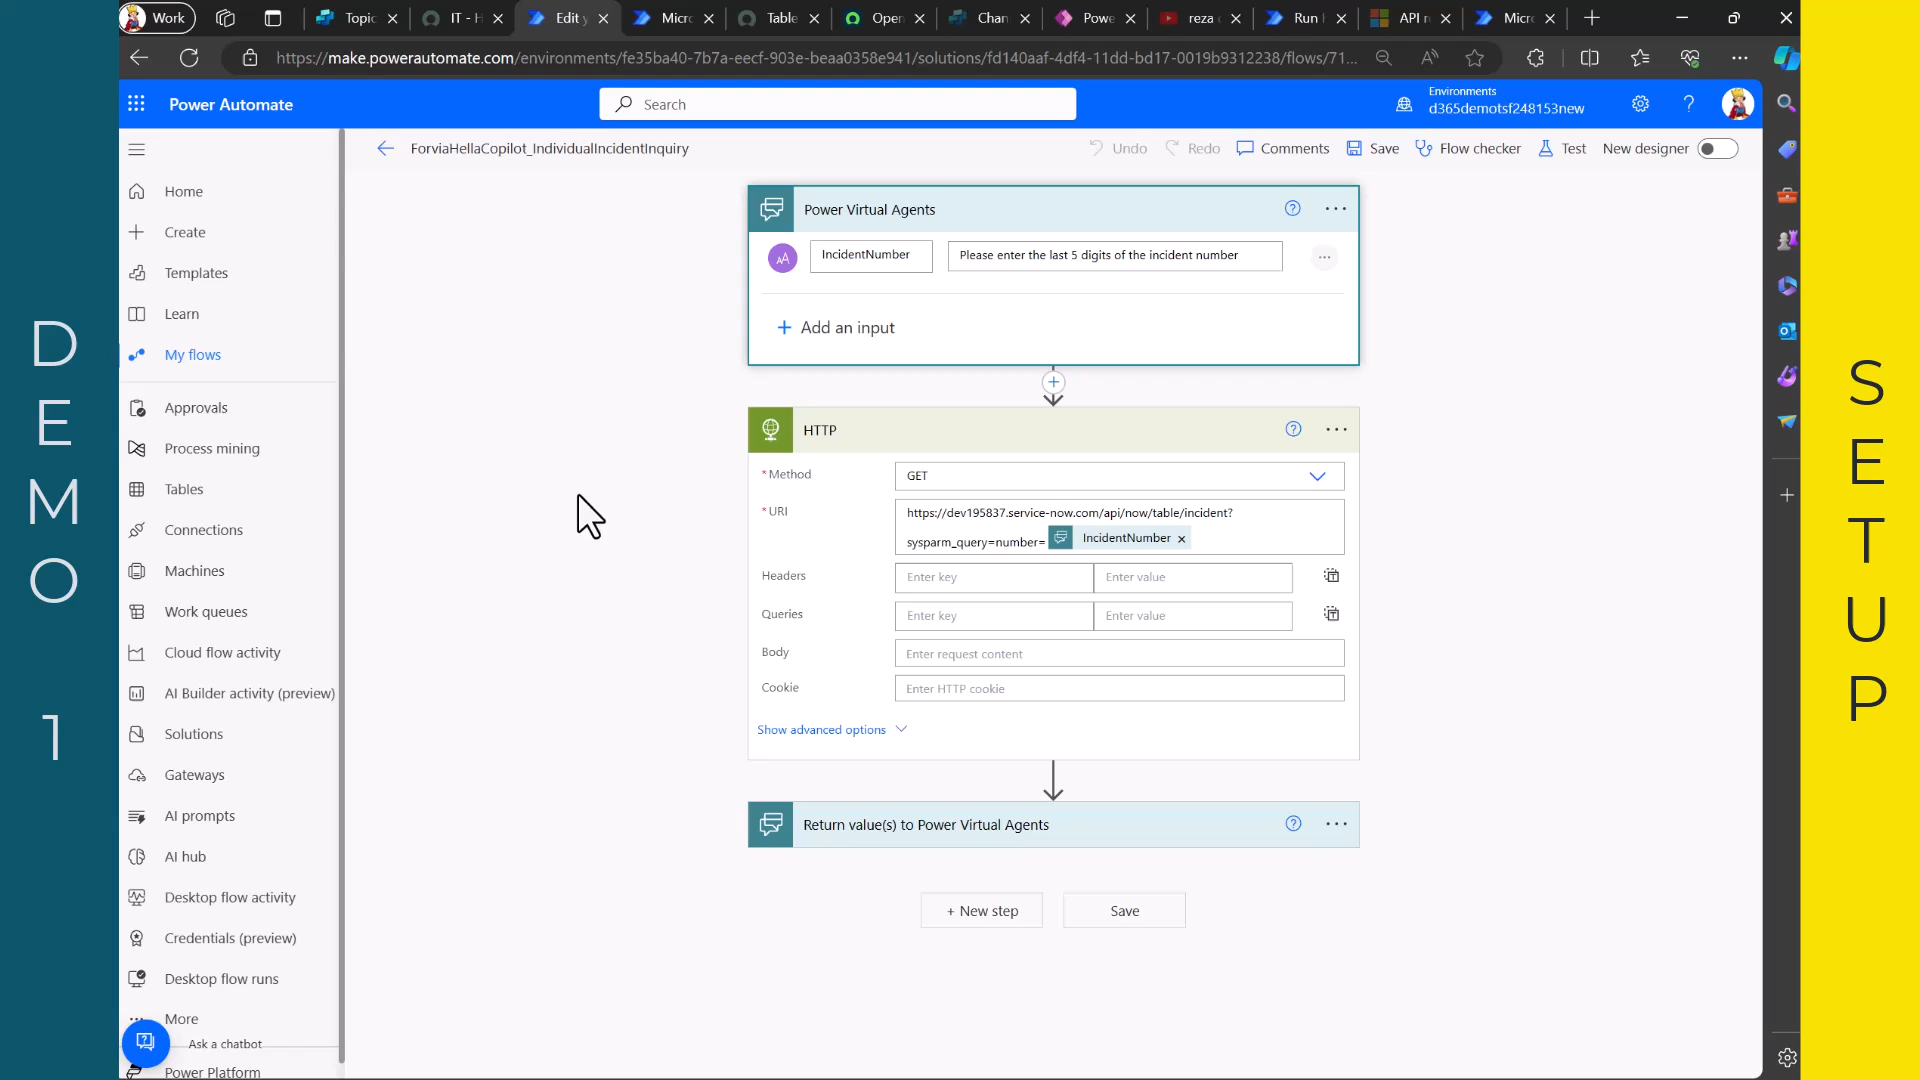 DEMO 1
SETUP
Work
Topic
IT - H
Edit y
Micro
Table
Open
Chan
Powe
reza c
Run H
API r
Micro
https://make.powerautomate.com/environments/fe35ba40-7b7a-eecf-903e-beaa0358e941/solutions/fd140aaf-4df4-11dd-bd17-0019b9312238/flows/71...
Power Automate
Search
Environments
d365demotsf248153new
ForviaHellaCopilot_IndividualIncidentInquiry
Undo
Redo
Comments
Save
Flow checker
Test
New designer
Home
Create
Templates
Learn
My flows
Approvals
Process mining
Tables
Connections
Machines
Work queues
Cloud flow activity
AI Builder activity (preview)
Solutions
Gateways
AI prompts
AI hub
Desktop flow activity
Credentials (preview)
Desktop flow runs
More
Ask a chatbot
Power Platform
Power Virtual Agents
IncidentNumber
Please enter the last 5 digits of the incident number
+ Add an input
HTTP
* Method
GET
* URI
https://dev195837.service-now.com/api/now/table/incident?
sysparm_query=number= IncidentNumber ×
Headers
Enter key
Enter value
Queries
Enter key
Enter value
Body
Enter request content
Cookie
Enter HTTP cookie
Show advanced options
Return value(s) to Power Virtual Agents
+ New step
Save